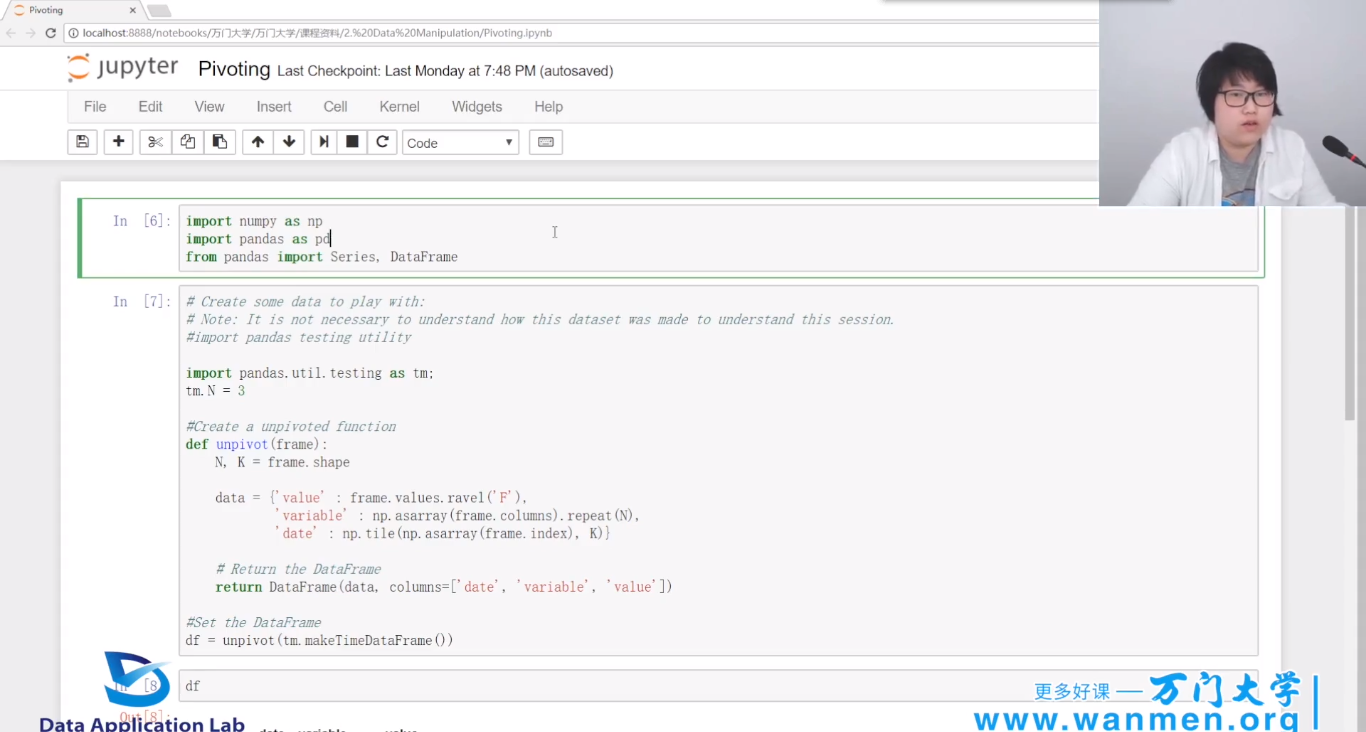 Pivoting
localhost:8888/notebooks/万门大学/万门大学/课程资料/2.%20Data%20Manipulation/Pivoting.ipynb
jupyter Pivoting Last Checkpoint: Last Monday at 7:48 PM (autosaved)
File Edit View Insert Cell Kernel Widgets Help
Code
In [6]:
import numpy as np
import pandas as pd
from pandas import Series, DataFrame
In [7]:
# Create some data to play with:
# Note: It is not necessary to understand how this dataset was made to understand this session.
#import pandas testing utility
import pandas.util.testing as tm;
tm.N = 3
#Create a unpivoted function
def unpivot(frame):
N, K = frame.shape
data = {'value' : frame.values.ravel('F'),
'variable' : np.asarray(frame.columns).repeat(N),
'date' : np.tile(np.asarray(frame.index), K)}
# Return the DataFrame
return DataFrame(data, columns=['date', 'variable', 'value'])
#Set the DataFrame
df = unpivot(tm.makeTimeDataFrame())
In [8
df
Out[8]:
date variable value
Data Application Lab
更多好课 — 万门大学
www.wanmen.org